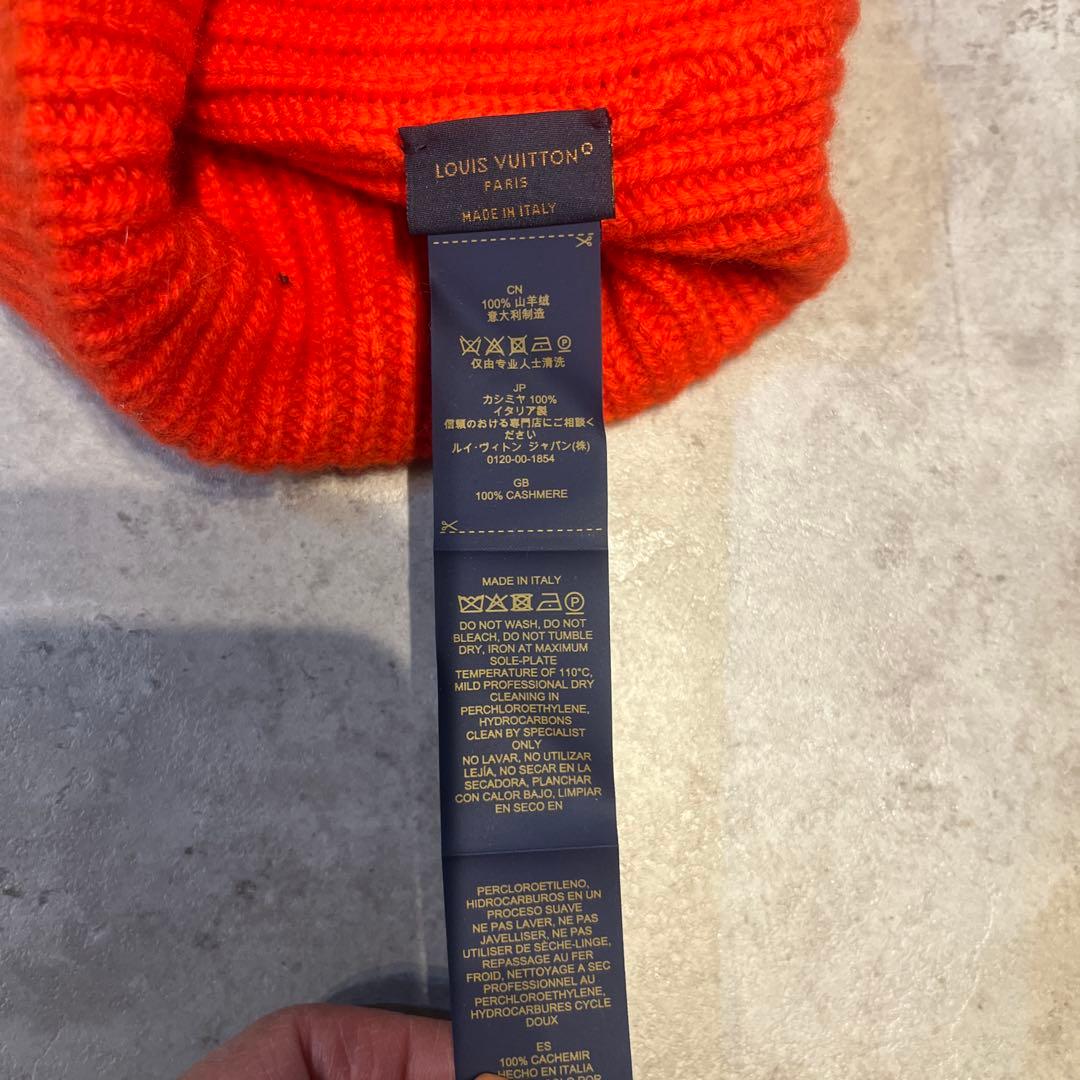 LOUIS VUITTON
PARIS
MADE IN ITALY
CN
100% 山羊绒
意大利制造
仅由专业人士清洗
JP
カシミヤ 100%
イタリア製
信頼のおける専門店にご相談く
ださい
ルイ・ヴィトン ジャパン(株)
0120-00-1854
GB
100% CASHMERE
MADE IN ITALY
P
DO NOT WASH, DO NOT
BLEACH, DO NOT TUMBLE
DRY, IRON AT MAXIMUM
SOLE-PLATE
TEMPERATURE OF 110°C,
MILD PROFESSIONAL DRY
CLEANING IN
PERCHLOROETHYLENE,
HYDROCARBONS
CLEAN BY SPECIALIST
ONLY
NO LAVAR, NO UTILIZAR
LEJÍA, NO SECAR EN LA
SECADORA, PLANCHAR
CON CALOR BAJO, LIMPIAR
EN SECO EN
PERCLOROETILENO,
HIDROCARBUROS EN UN
PROCESO SUAVE
NE PAS LAVER, NE PAS
JAVELLISER, NE PAS
UTILISER DE SÈCHE-LINGE,
REPASSAGE AU FER
FROID, NETTOYAGE A SEC
PROFESSIONNEL AU
PERCHLOROETHYLENE,
HYDROCARBURES CYCLE
DOUX
ES
100% CACHEMIR
HECHO EN ITALIA
SOLO POR